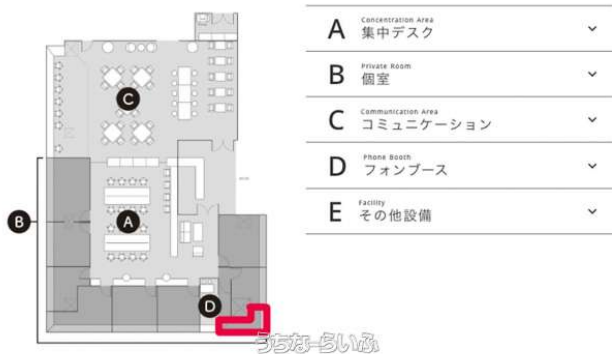 C
B
A
D
A
Concentration Area
集中デスク
B
Private Room
個室
C
Communication Area
コミュニケーション
D
Phone Booth
フォンブース
E
Facility
その他設備
うちなーらいふ